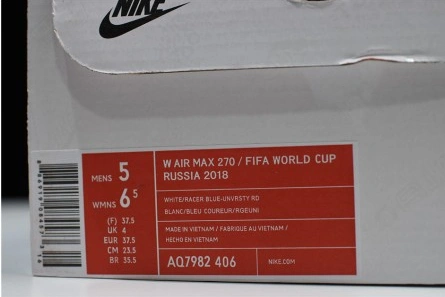 NIKE
MENS 5
WMNS 6.5
(F) 37.5
UK 4
EUR 37.5
CM 23.5
BR 35.5
W AIR MAX 270 / FIFA WORLD CUP
RUSSIA 2018
WHITE/RACER BLUE-UNVRSTY RD
BLANC/BLEU COUREUR/RGEUNI
MADE IN VIETNAM / FABRIQUE AU VIETNAM /
HECHO EN VIETNAM
AQ7982 406
NIKE.COM